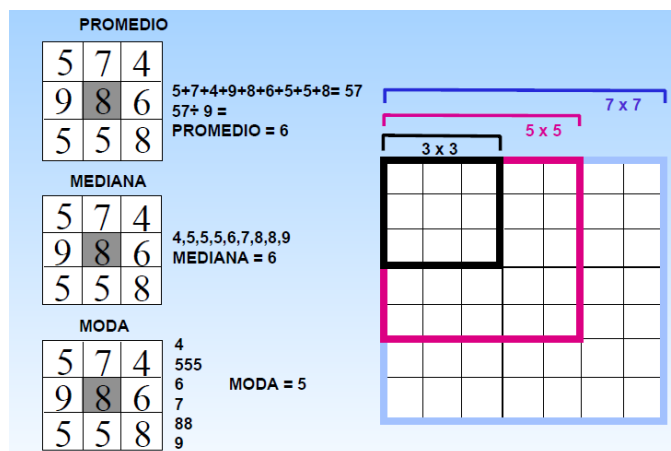 PROMEDIO
5 7 4
9 8 6
5 5 8
5+7+4+9+8+6+5+5+8= 57
57÷ 9 =
PROMEDIO = 6
MEDIANA
5 7 4
9 8 6
5 5 8
4,5,5,5,6,7,8,8,9
MEDIANA = 6
MODA
5 7 4
9 8 6
5 5 8
4
555
6
7
88
9
MODA = 5
7 x 7
5 x 5
3 x 3